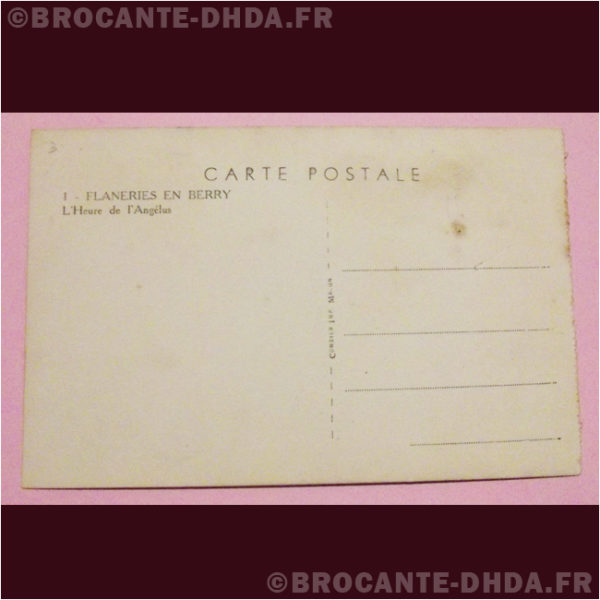 ©BROCANTE-DHDA.FR
CARTE POSTALE
1 - FLANERIES EN BERRY
L'Heure de l'Angélus
©BROCANTE-DHDA.FR